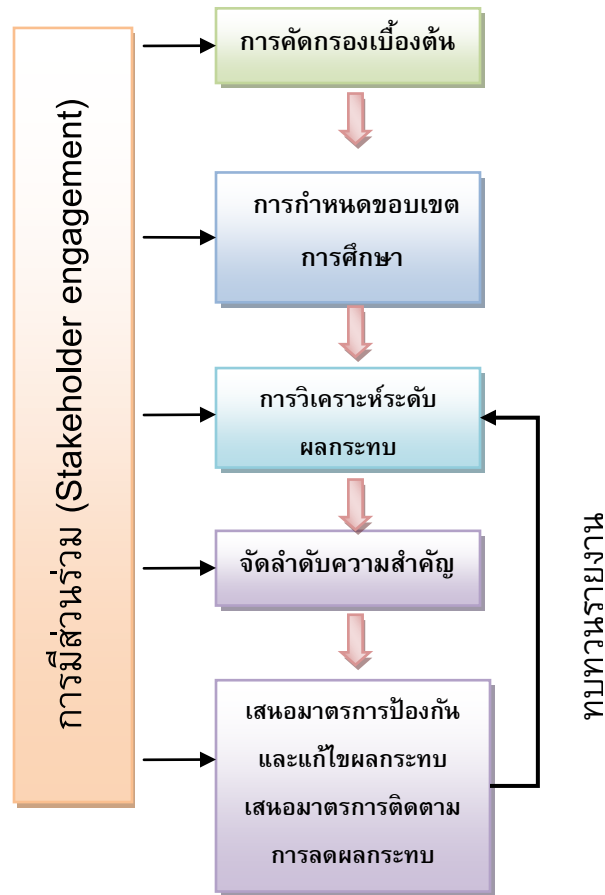 การคัดกรองเบื้องต้น
การกำหนดขอบเขต
การศึกษา
การวิเคราะห์ระดับ
ผลกระทบ
จัดลำดับความสำคัญ
เสนอมาตรการป้องกัน
และแก้ไขผลกระทบ
เสนอมาตรการติดตาม
การลดผลกระทบ
การมีส่วนร่วม (Stakeholder engagement)
ทบทวนรายงาน